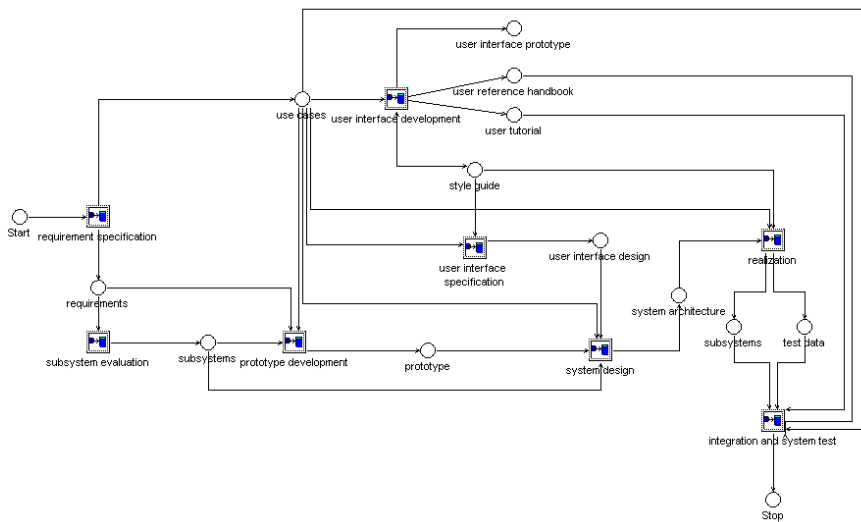 user interface prototype
user reference handbook
use cases
user interface development
user tutorial
style guide
Start
requirement specification
user interface
specification
user interface design
realization
requirements
system architecture
subsystem evaluation
subsystems
prototype development
prototype
system design
subsystems
test data
integration and system test
Stop